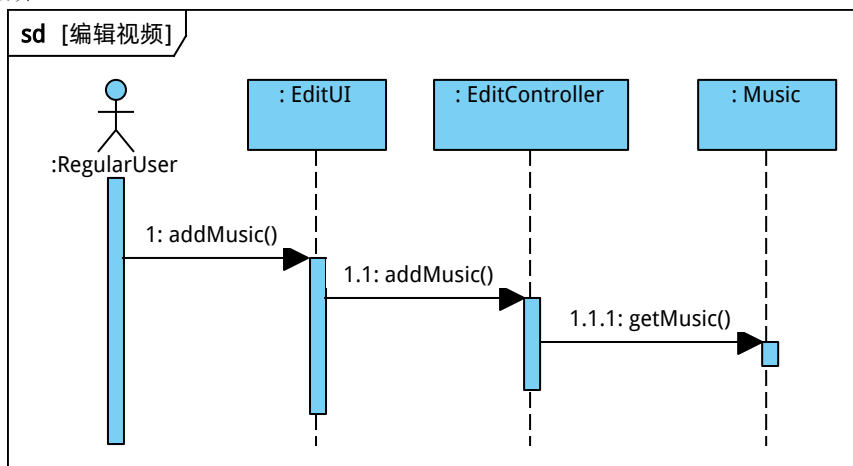 sd [编辑视频]
: EditUI
: EditController
: Music
:RegularUser
1: addMusic()
1.1: addMusic()
1.1.1: getMusic()